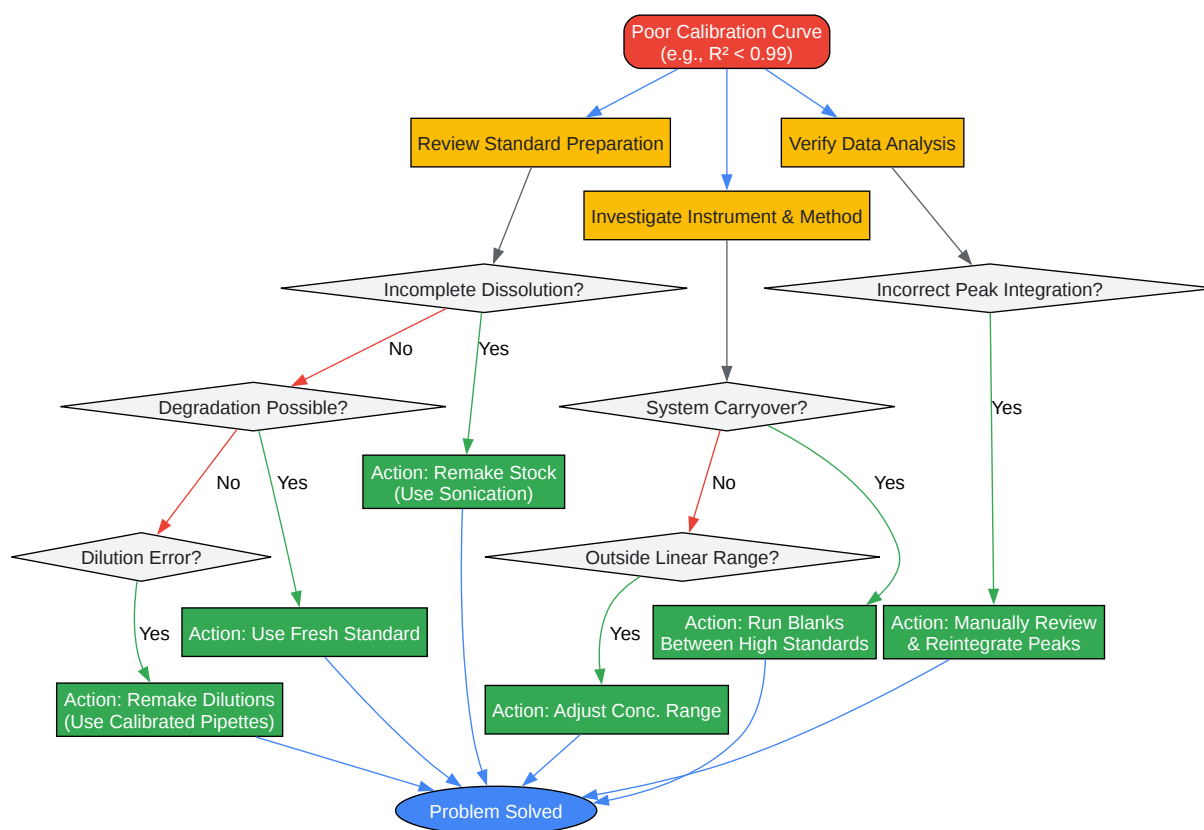 Poor Calibration Curve
(e.g., R² < 0.99)
Review Standard Preparation
Verify Data Analysis
Investigate Instrument & Method
Incomplete Dissolution?
Incorrect Peak Integration?
No
Yes
Degradation Possible?
System Carryover?
Yes
Action: Remake Stock
(Use Sonication)
No
Yes
No
Yes
Dilution Error?
Outside Linear Range?
Yes
Action: Use Fresh Standard
Yes
Action: Run Blanks
Between High Standards
Action: Manually Review
& Reintegrate Peaks
Action: Remake Dilutions
(Use Calibrated Pipettes)
Action: Adjust Conc. Range
Problem Solved